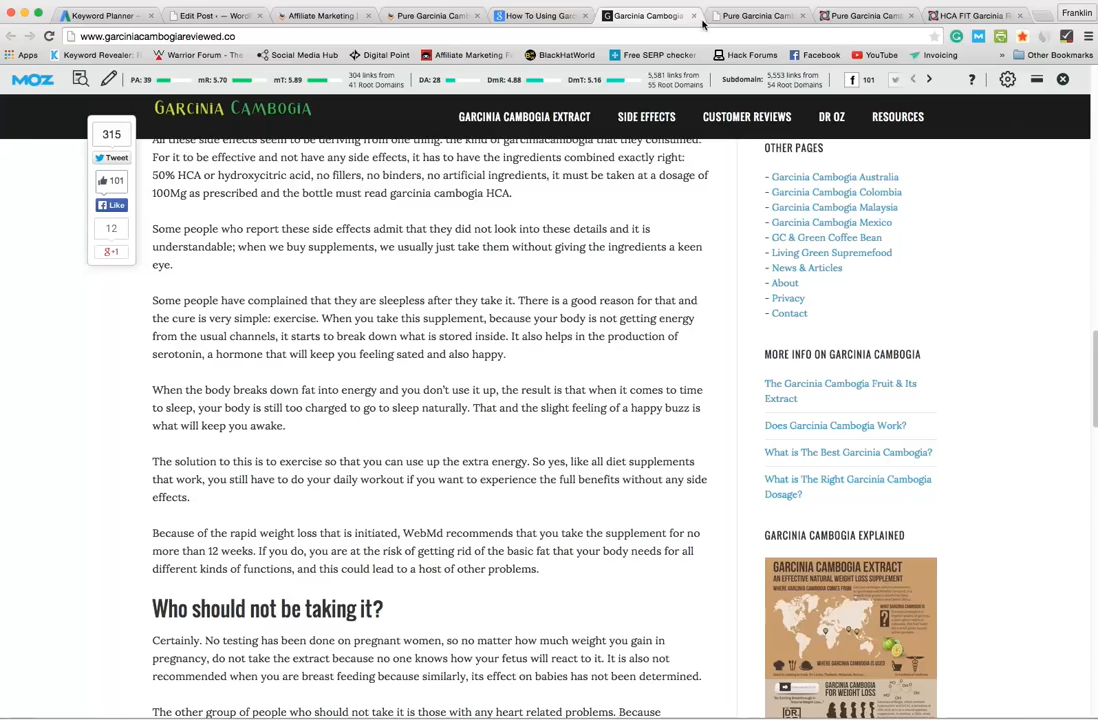 Keyword Planner –
Edit Post ‹ — Word
Affiliate Marketing |
Pure Garcinia Cam
How To Using Garc
Garcinia Cambogia
Pure Garcinia Cam
Pure Garcinia Cam
HCA FIT Garcinia
Franklin
www.garciniacambogiareviewed.co
Apps
Keyword Revealer:
Warrior Forum - The
Social Media Hub
Digital Point
Affiliate Marketing F
BlackHatWorld
Free SERP checker
Hack Forums
Facebook
YouTube
Invoicing
»
Other Bookmarks
MOZ
PA: 39
mR: 5.70
mT: 5.89
304 links from
41 Root Domains
DA: 28
DmR: 4.88
DmT: 5.16
5,581 links from
55 Root Domains
Subdomain:
5,553 links from
54 Root Domains
101
?
GARCINIA CAMBOGIA
GARCINIA CAMBOGIA EXTRACT
SIDE EFFECTS
CUSTOMER REVIEWS
DR OZ
RESOURCES
315
Tweet
101
Like
12
g+1
All these side effects seem to be deriving from one thing: the kind of garciniacambogia that they consumed.
For it to be effective and not have any side effects, it has to have the ingredients combined exactly right:
50% HCA or hydroxycitric acid, no fillers, no binders, no artificial ingredients, it must be taken at a dosage of
100Mg as prescribed and the bottle must read garcinia cambogia HCA.
Some people who report these side effects admit that they did not look into these details and it is
understandable; when we buy supplements, we usually just take them without giving the ingredients a keen
eye.
Some people have complained that they are sleepless after they take it. There is a good reason for that and
the cure is very simple: exercise. When you take this supplement, because your body is not getting energy
from the usual channels, it starts to break down what is stored inside. It also helps in the production of
serotonin, a hormone that will keep you feeling sated and also happy.
When the body breaks down fat into energy and you don't use it up, the result is that when it comes to time
to sleep, your body is still too charged to go to sleep naturally. That and the slight feeling of a happy buzz is
what will keep you awake.
The solution to this is to exercise so that you can use up the extra energy. So yes, like all diet supplements
that work, you still have to do your daily workout if you want to experience the full benefits without any side
effects.
Because of the rapid weight loss that is initiated, WebMd recommends that you take the supplement for no
more than 12 weeks. If you do, you are at the risk of getting rid of the basic fat that your body needs for all
different kinds of functions, and this could lead to a host of other problems.
Who should not be taking it?
Certainly. No testing has been done on pregnant women, so no matter how much weight you gain in
pregnancy, do not take the extract because no one knows how your fetus will react to it. It is also not
recommended when you are breast feeding because similarly, its effect on babies has not been determined.
The other group of people who should not take it is those with any heart related problems. Because
OTHER PAGES
- Garcinia Cambogia Australia
- Garcinia Cambogia Colombia
- Garcinia Cambogia Malaysia
- Garcinia Cambogia Mexico
- GC & Green Coffee Bean
- Living Green Supremefood
- News & Articles
- About
- Privacy
- Contact
MORE INFO ON GARCINIA CAMBOGIA
The Garcinia Cambogia Fruit & Its
Extract
Does Garcinia Cambogia Work?
What is The Best Garcinia Cambogia?
What is The Right Garcinia Cambogia
Dosage?
GARCINIA CAMBOGIA EXPLAINED
GARCINIA CAMBOGIA EXTRACT
AN EFFECTIVE NATURAL WEIGHT LOSS SUPPLEMENT
WHERE GARCINIA CAMBOGIA COMES FROM
WHERE GARCINIA CAMBOGIA IS USED
GARCINIA CAMBOGIA
FOR WEIGHT LOSS
DR